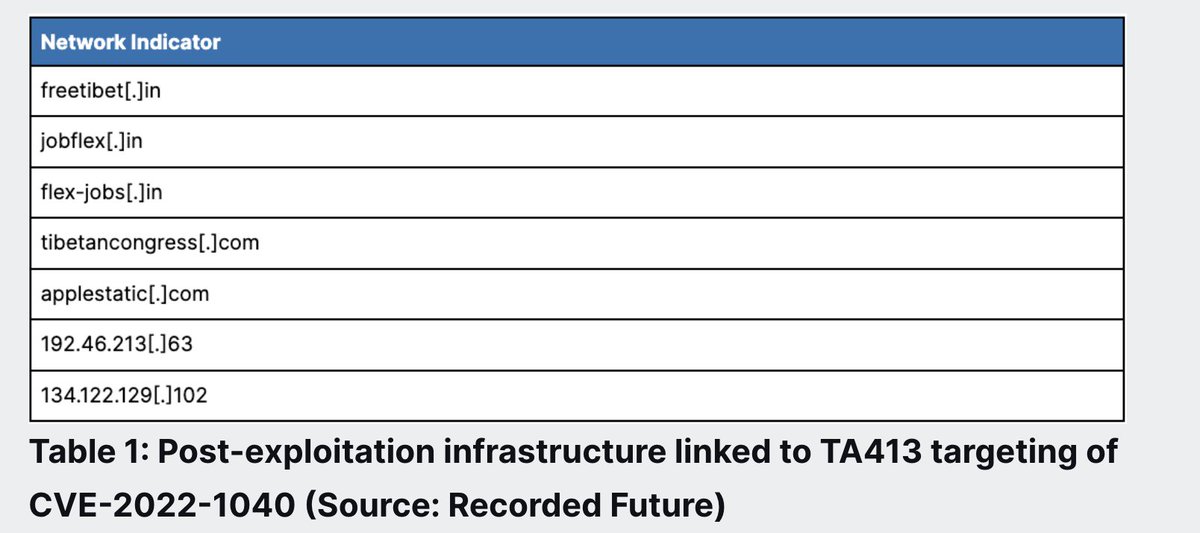 Network Indicator
freetibet[.]in
jobflex[.]in
flex-jobs[.]in
tibetancongress[.]com
applestatic[.]com
192.46.213[.]63
134.122.129[.]102
Table 1: Post-exploitation infrastructure linked to TA413 targeting of
CVE-2022-1040 (Source: Recorded Future)